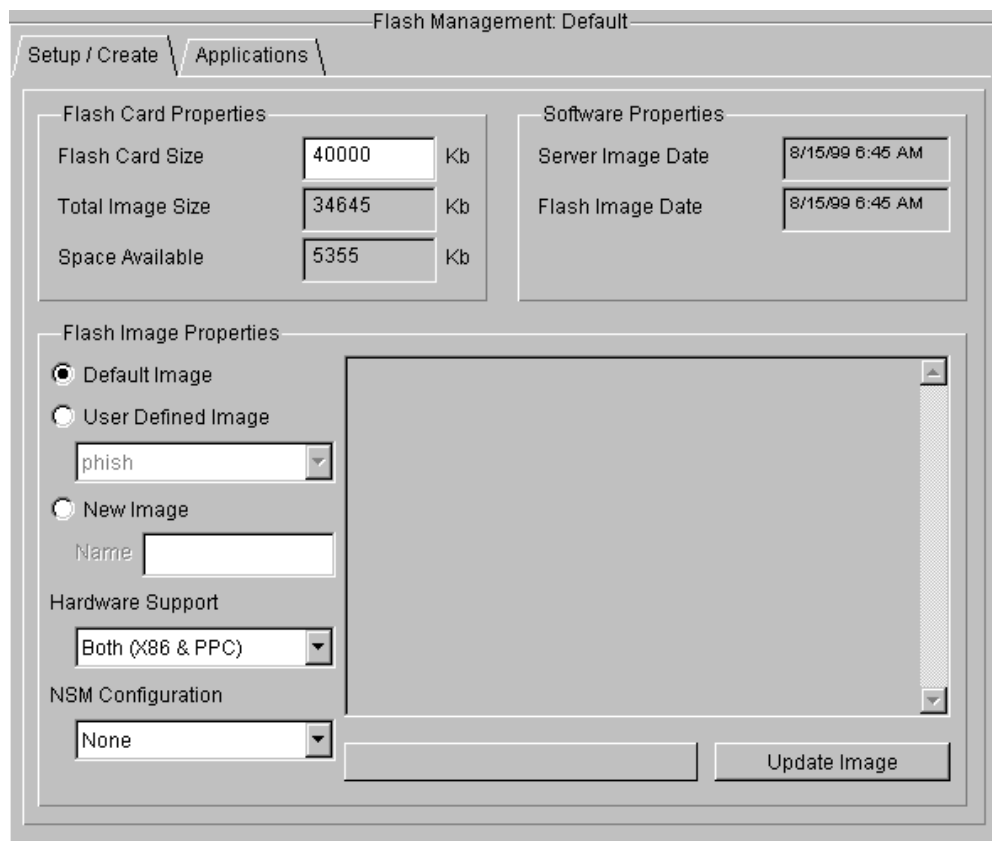 Flash Management: Default
Setup / Create
Applications
Flash Card Properties
Flash Card Size 40000 Kb
Total Image Size 34645 Kb
Space Available 5355 Kb
Software Properties
Server Image Date 8/15/99 6:45 AM
Flash Image Date 8/15/99 6:45 AM
Flash Image Properties
Default Image
User Defined Image
phish
New Image
Name
Hardware Support
Both (X86 & PPC)
NSM Configuration
None
Update Image